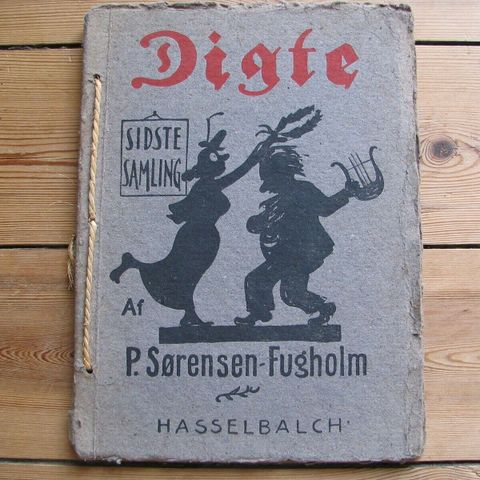 Digte
SIDSTE
SAMLING
Af
P. Sørensen-Fugholm
HASSELBALCH